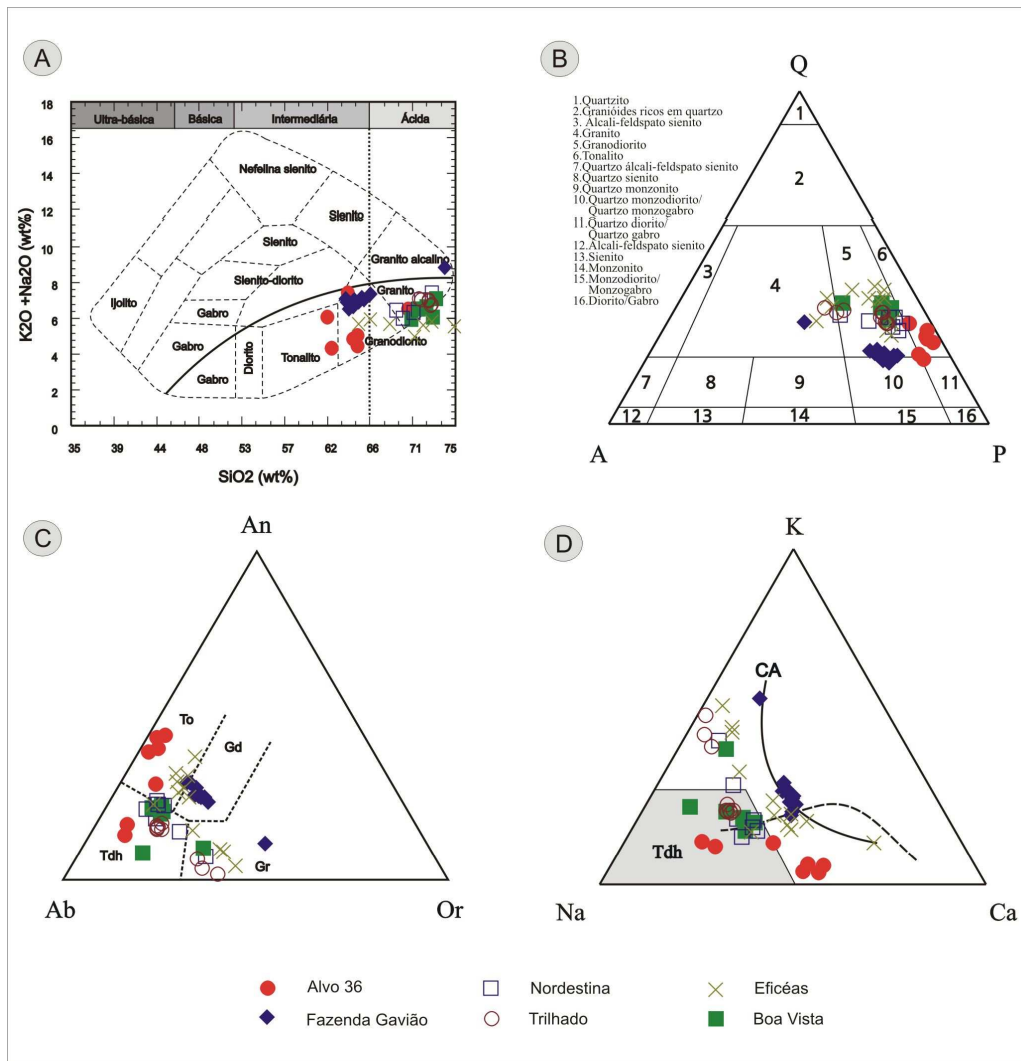 A
18
16
14
12
10
8
6
4
2
0
K2O +Na2O (wt%)
Ultra-básica
Básica
Intermediária
Ácida
Nefelina sienito
Sienito
Sienito
Granito alcalino
Sienito-diorito
Ijolito
Gabro
Granito
Gabro
Diorito
Tonalito
Granodiorito
Gabro
35 39 44 48 53 57 62 66 71 75
SiO2 (wt%)
B
Q
1.Quartzito
2.Granióides ricos em quartzo
3. Álcali-feldspato sienito
4.Granito
5.Granodiorito
6.Tonalito
7.Quartzo álcali-feldspato sienito
8.Quartzo sienito
9.Quartzo monzonito
10.Quartzo monzodiorito/
Quartzo monzogabro
11.Quartzo diorito/
Quartzo gabro
12.Álcali-feldspato sienito
13.Sienito
14.Monzonito
15.Monzodiorito/
Monzogabro
16.Diorito/Gabro
1
2
3
4
5
6
7
8
9
10
11
12
13
14
15
16
A
P
C
An
To
Gd
Tdh
Gr
Ab
Or
D
K
CA
Tdh
Na
Ca
Alvo 36
Nordestina
Eficéas
Fazenda Gavião
Trilhado
Boa Vista